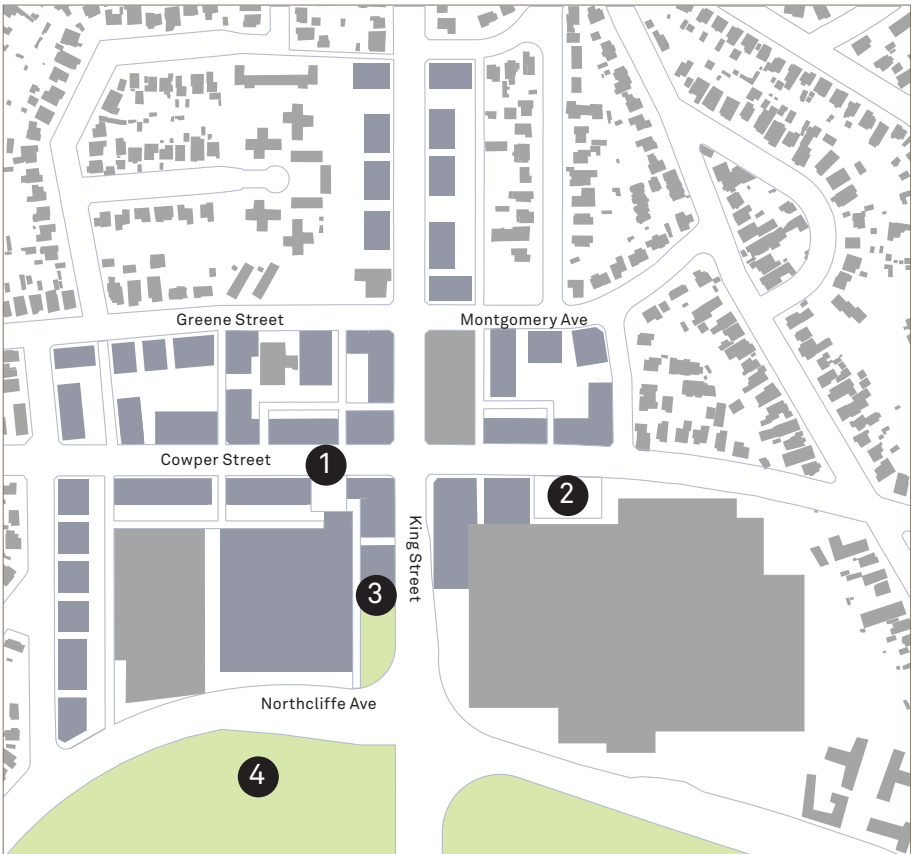 Greene Street
Montgomery Ave
Cowper Street
1
2
King Street
3
Northcliffe Ave
4